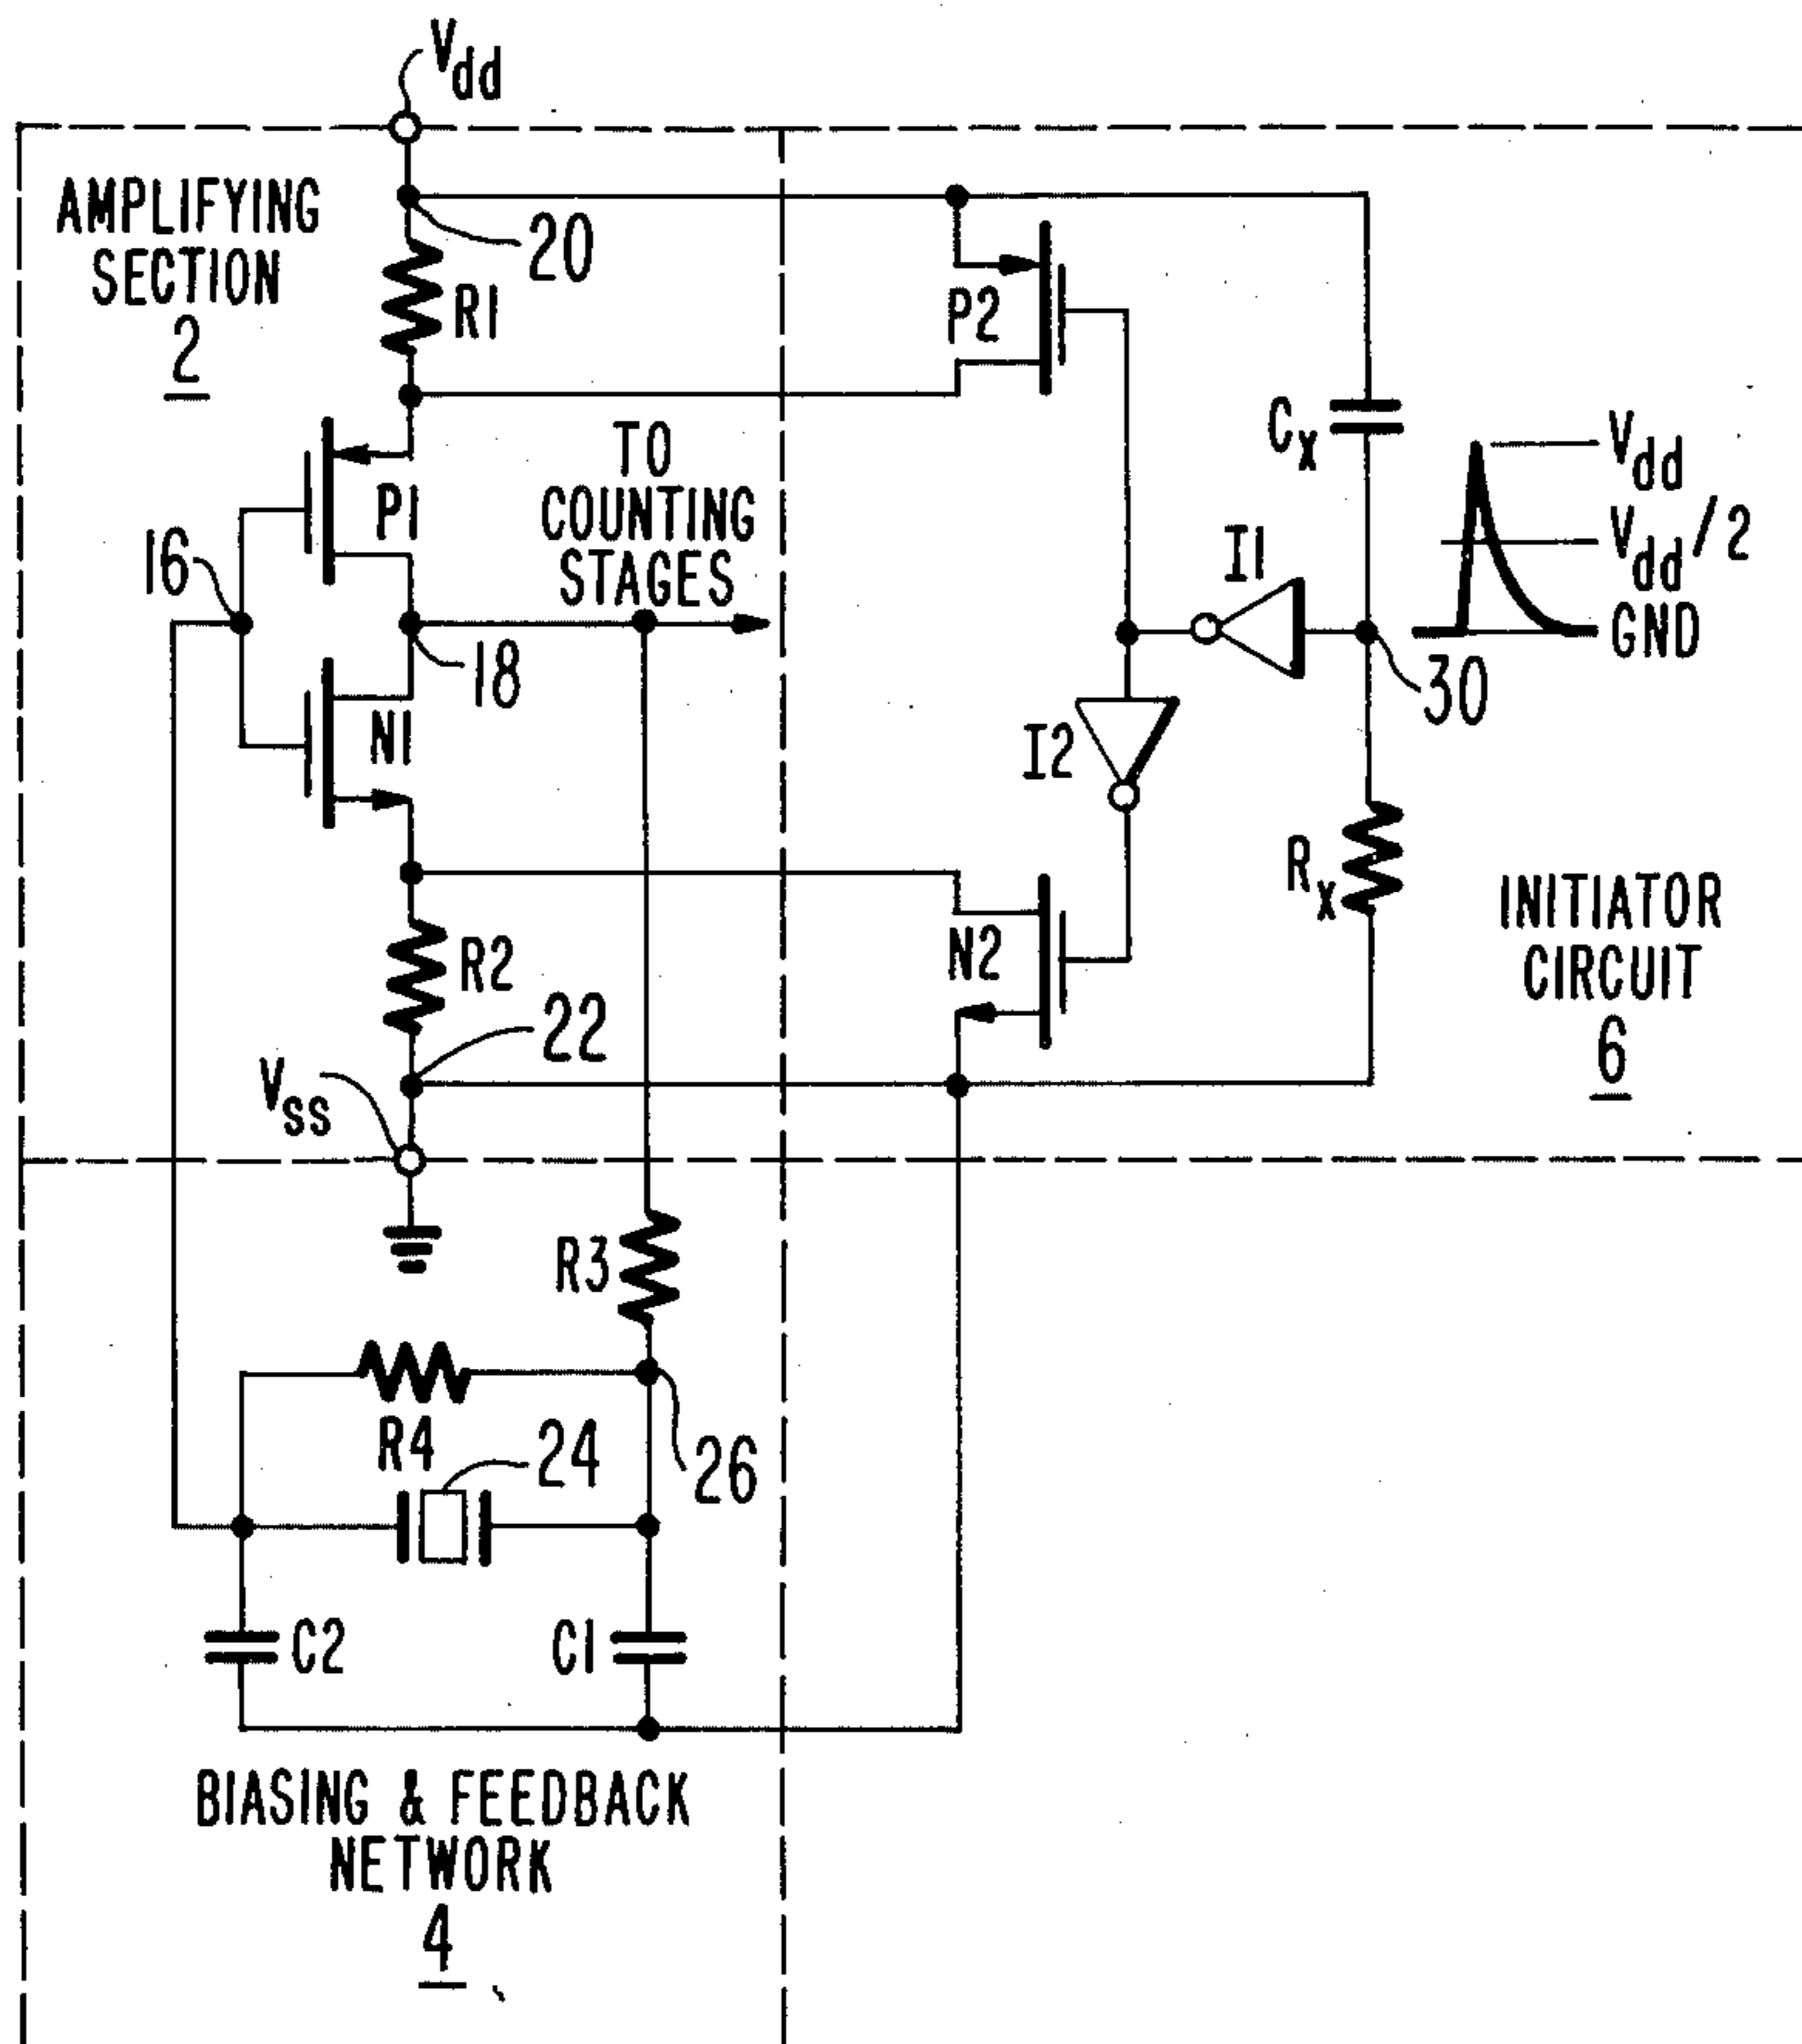 Vdd
AMPLIFYING
SECTION
2
20
R1
P2
Cx
Vdd
Vdd/2
GND
TO
COUNTING
STAGES
P1
16
I1
18
30
N1
I2
Rx
INITIATOR
CIRCUIT
6
R2
N2
22
Vss
R3
R4
24
26
C2
C1
BIASING & FEEDBACK
NETWORK
4